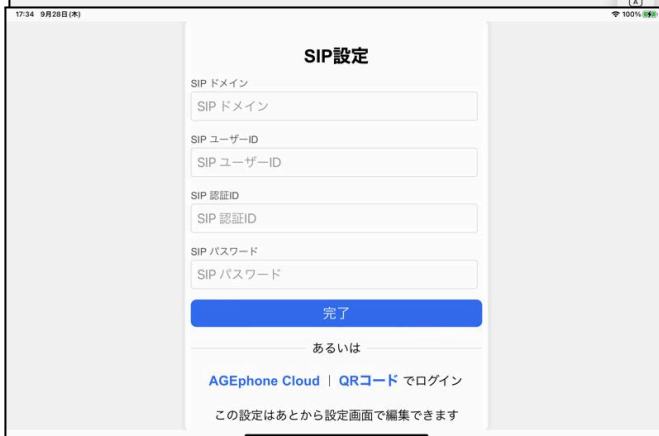 A
17:34 9月28日(木)
100%
SIP設定
SIP ドメイン
SIP ドメイン
SIP ユーザーID
SIP ユーザーID
SIP 認証ID
SIP 認証ID
SIP パスワード
SIP パスワード
完了
あるいは
AGEphone Cloud | QRコード でログイン
この設定はあとから設定画面で編集できます